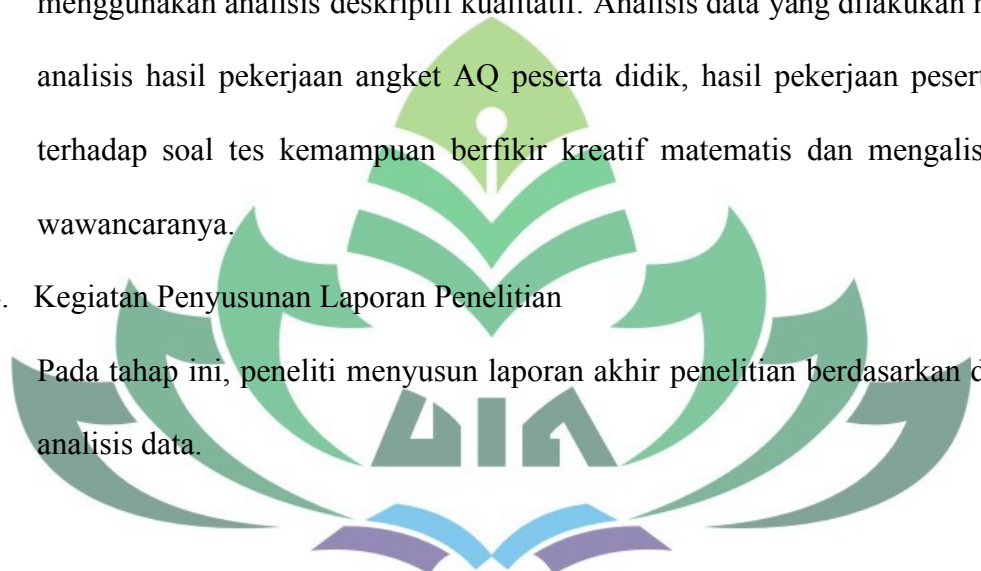 menggunakan analisis deskriptif kualitatif. Analisis data yang dilakukan
analisis hasil pekerjaan angket AQ peserta didik, hasil pekerjaan
terhadap soal tes kemampuan berfikir kreatif matematis dan
wawancaranya.
Kegiatan Penyusunan Laporan Penelitian
Pada tahap ini, peneliti menyusun laporan akhir penelitian berdasarkan
analisis data.
UIN